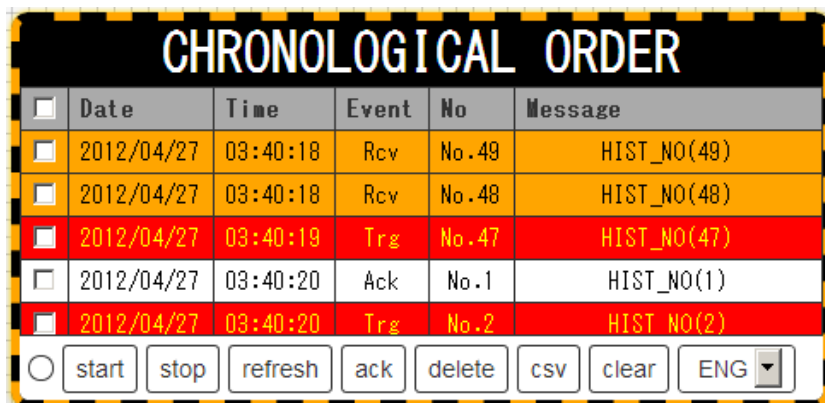 CHRONOLOGICAL ORDER
Date Time Event No Message
2012/04/27 03:40:18 Rcv No.49 HIST_NO(49)
2012/04/27 03:40:18 Rcv No.48 HIST_NO(48)
2012/04/27 03:40:19 Trg No.47 HIST_NO(47)
2012/04/27 03:40:20 Ack No.1 HIST_NO(1)
2012/04/27 03:40:20 Trg No.2 HIST_NO(2)
start stop refresh ack delete csv clear ENG